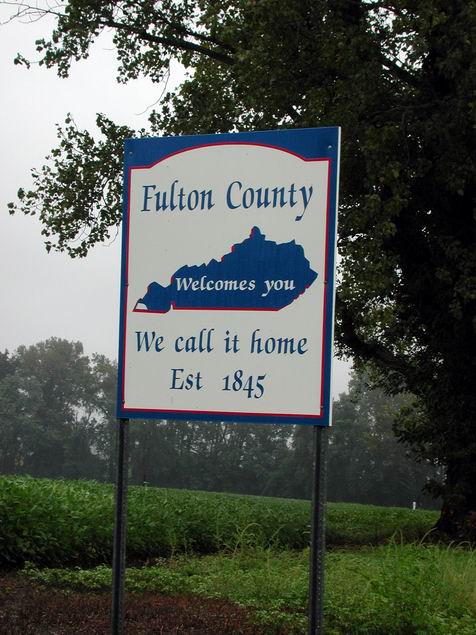 Fulton County
Welcomes you
We call it home
Est 1845